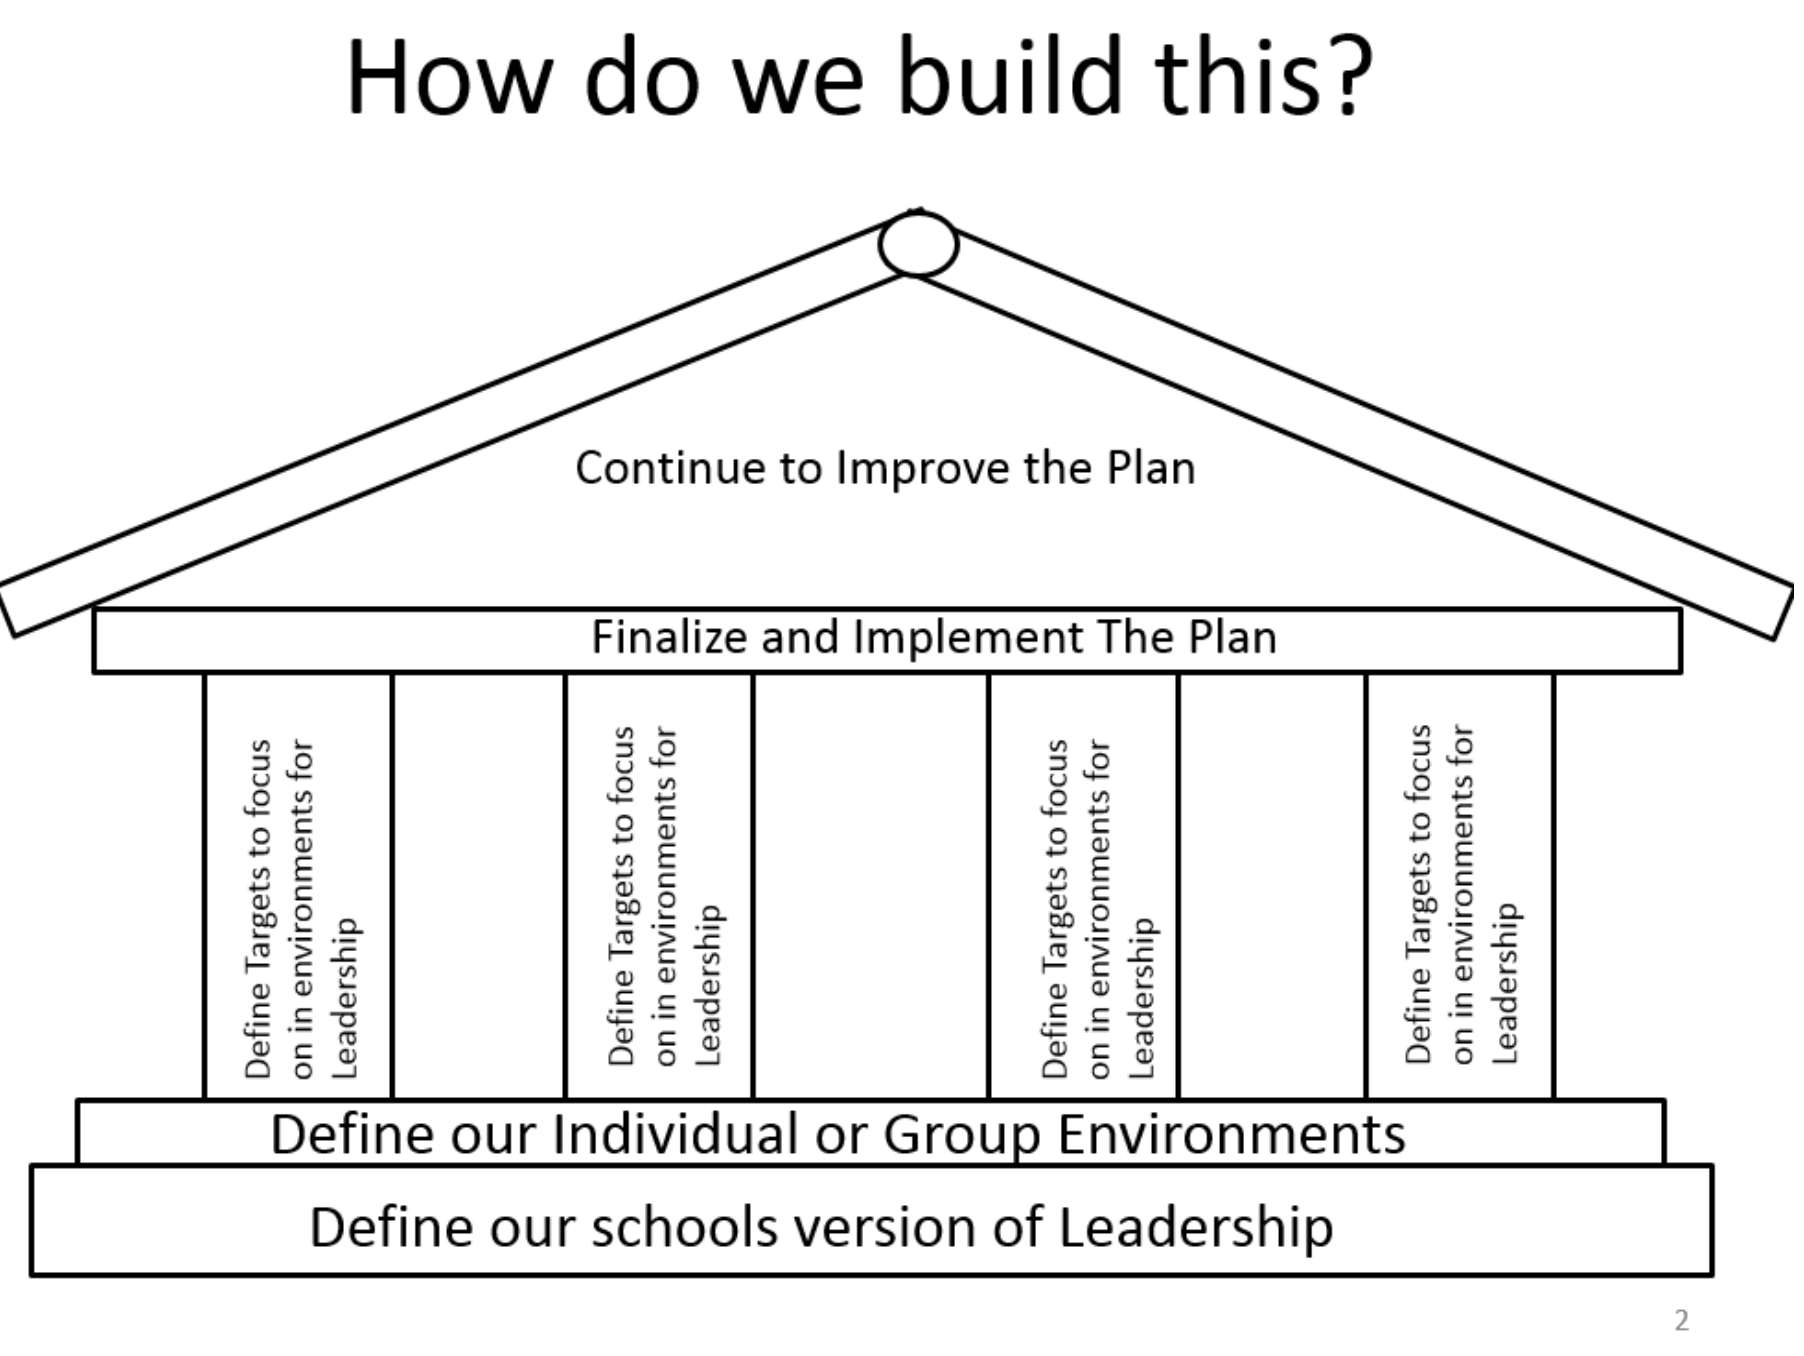 How do we build this?
Continue to Improve the Plan
Finalize and Implement The Plan
Define Targets to focus
on in environments for
Leadership
Define Targets to focus
on in environments for
Leadership
Define Targets to focus
on in environments for
Leadership
Define Targets to focus
on in environments for
Leadership
Define our Individual or Group Environments
Define our schools version of Leadership
2